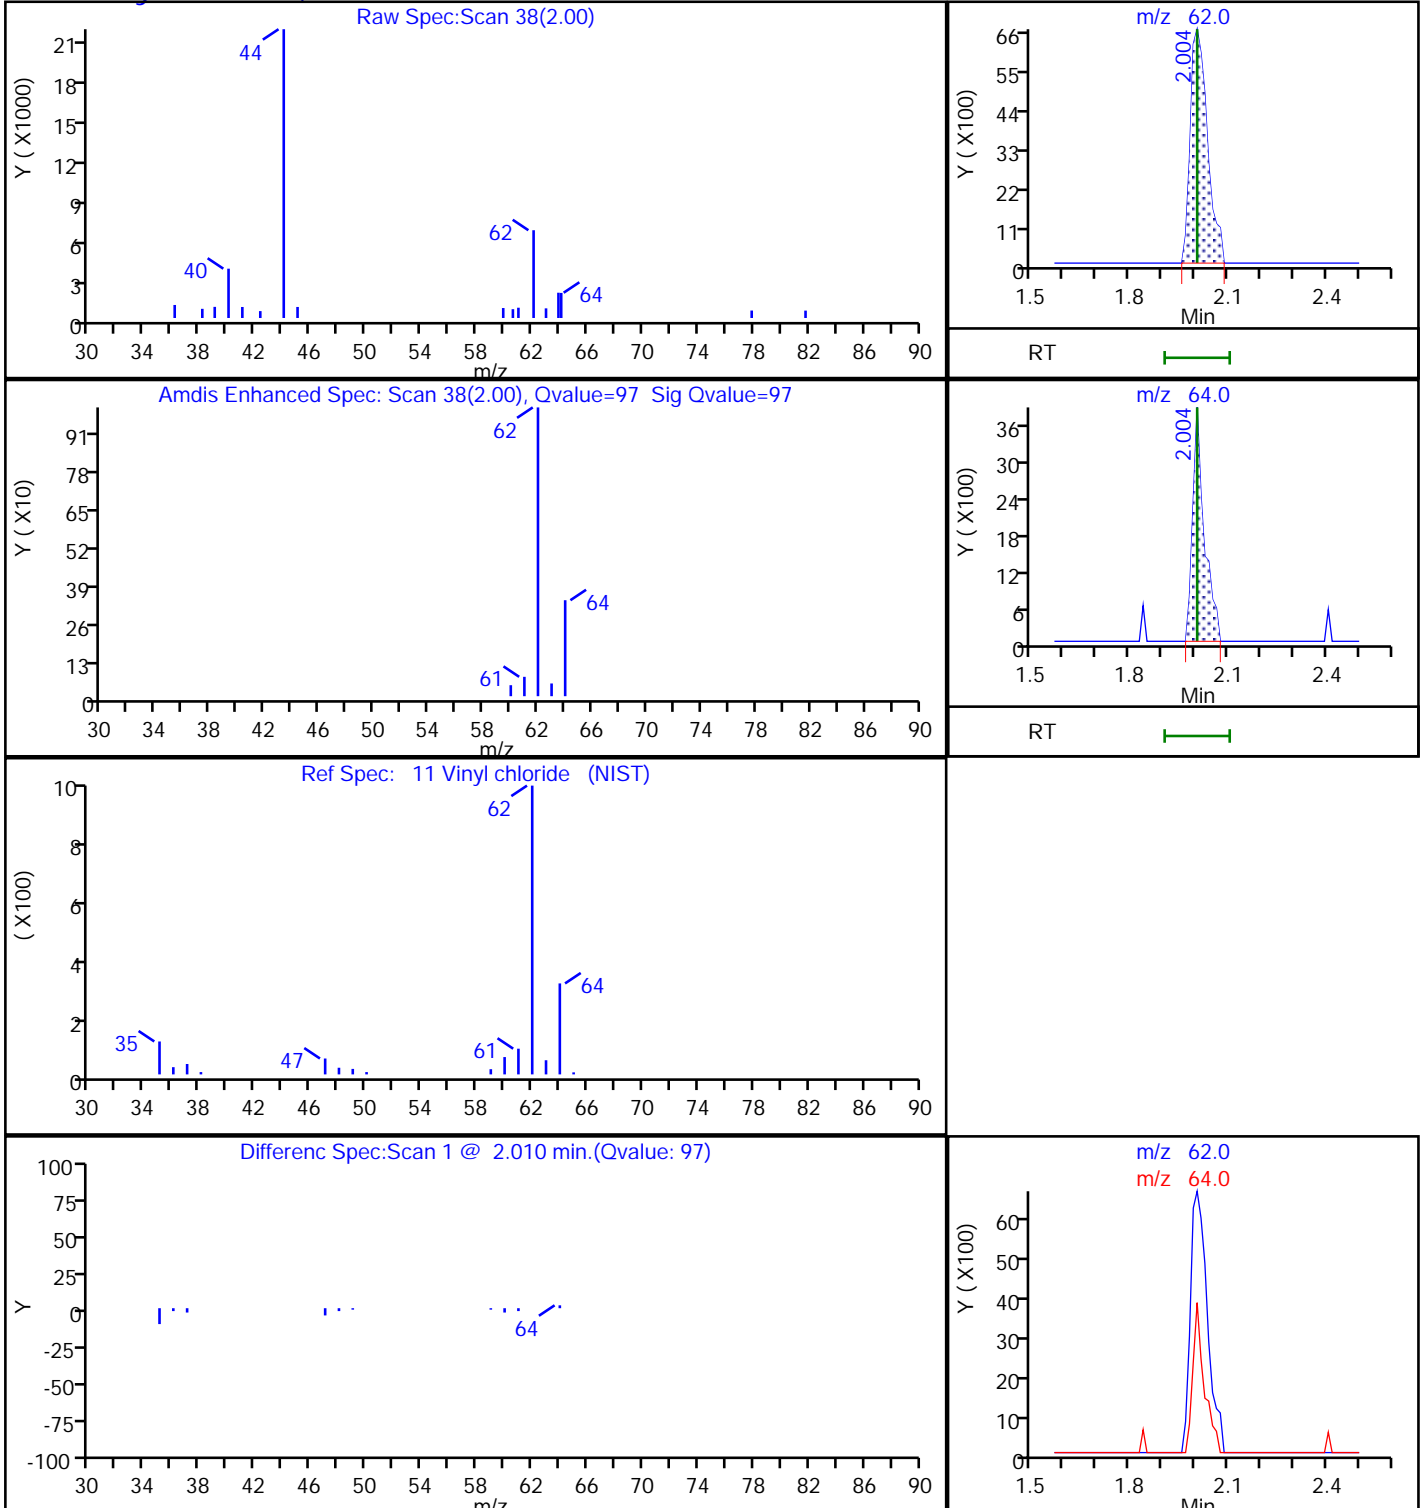 Raw Spec:Scan 38(2.00)
Y ( X1000)
21
18
15
12
9
6
3
0
44
40
62
64
30 34 38 42 46 50 54 58 62 66 70 74 78 82 86 90
m/z
m/z 62.0
Y ( X100)
66
55
44
33
22
11
0
2.004
1.5 1.8 2.1 2.4
Min
RT
Amdis Enhanced Spec: Scan 38(2.00), Qvalue=97 Sig Qvalue=97
Y ( X10)
91
78
65
52
39
26
13
0
62
64
61
30 34 38 42 46 50 54 58 62 66 70 74 78 82 86 90
m/z
m/z 64.0
Y ( X100)
36
30
24
18
12
6
0
2.004
1.5 1.8 2.1 2.4
Min
RT
Ref Spec: 11 Vinyl chloride (NIST)
( X100)
10
8
6
4
2
0
62
64
35
47
61
30 34 38 42 46 50 54 58 62 66 70 74 78 82 86 90
Differenc Spec:Scan 1 @ 2.010 min.(Qvalue: 97)
Y
100
75
50
25
0
-25
-50
-75
-100
64
30 34 38 42 46 50 54 58 62 66 70 74 78 82 86 90
m/z
m/z 62.0
m/z 64.0
Y ( X100)
60
50
40
30
20
10
0
1.5 1.8 2.1 2.4
Min